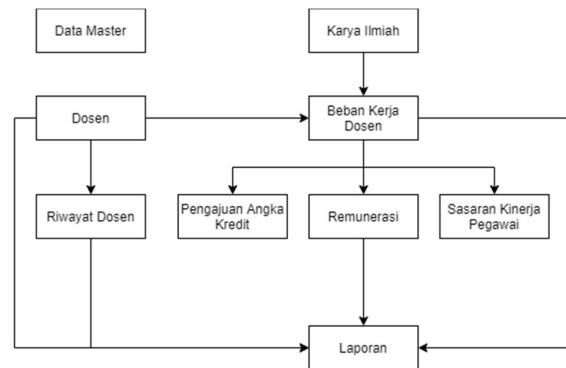 Data Master
Karya Ilmiah
Dosen
Beban Kerja
Dosen
Riwayat Dosen
Pengajuan Angka
Kredit
Remunerasi
Sasaran Kinerja
Pegawai
Laporan